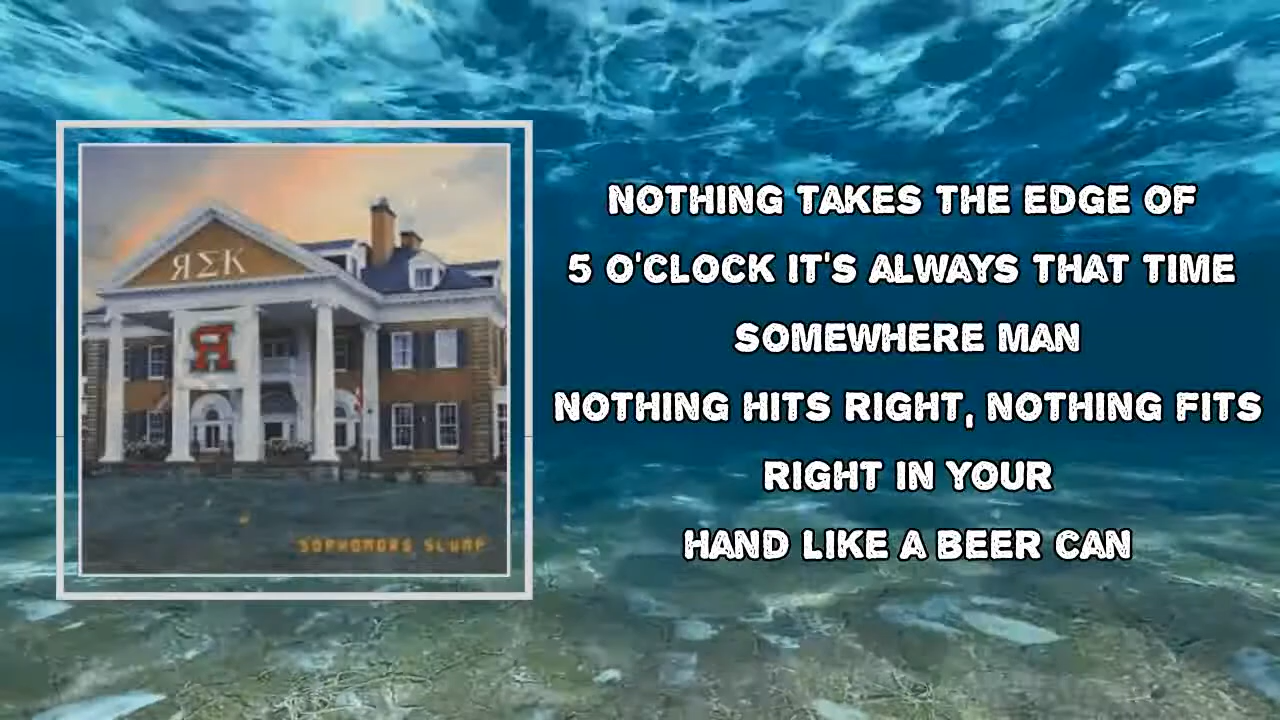 ЯΣK
Я
SOPHOMORE SLUMP
NOTHING TAKES THE EDGE OF
5 O'CLOCK IT'S ALWAYS THAT TIME
SOMEWHERE MAN
NOTHING HITS RIGHT, NOTHING FITS
RIGHT IN YOUR
HAND LIKE A BEER CAN